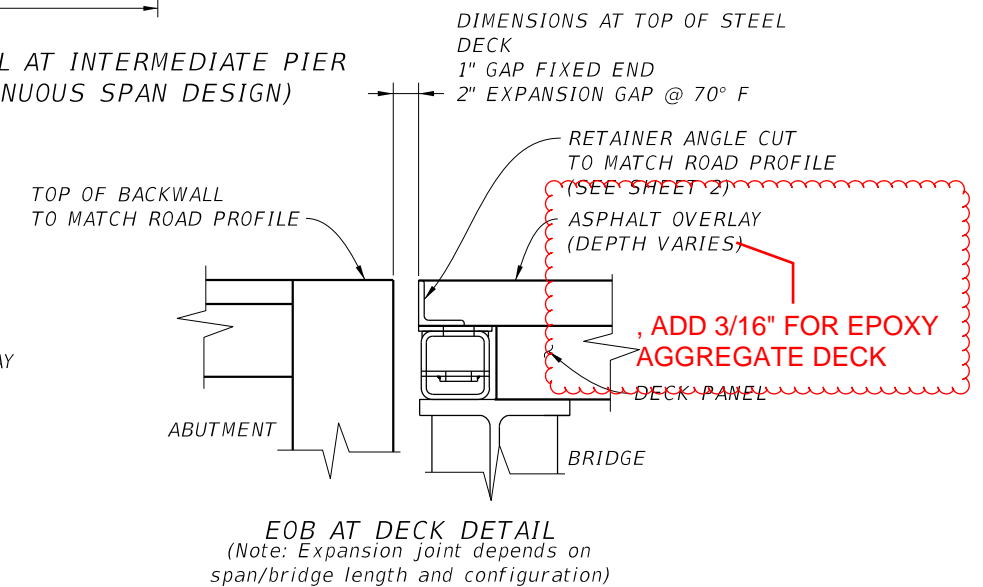 DIMENSIONS AT TOP OF STEEL
DECK
1" GAP FIXED END
2" EXPANSION GAP @ 70° F
L AT INTERMEDIATE PIER
NUOUS SPAN DESIGN)
RETAINER ANGLE CUT
TO MATCH ROAD PROFILE
(SEE SHEET 2)
TOP OF BACKWALL
TO MATCH ROAD PROFILE
ASPHALT OVERLAY
(DEPTH VARIES)
, ADD 3/16" FOR EPOXY
AGGREGATE DECK
AY
DECK PANEL
ABUTMENT
BRIDGE
EOB AT DECK DETAIL
(Note: Expansion joint depends on
span/bridge length and configuration)